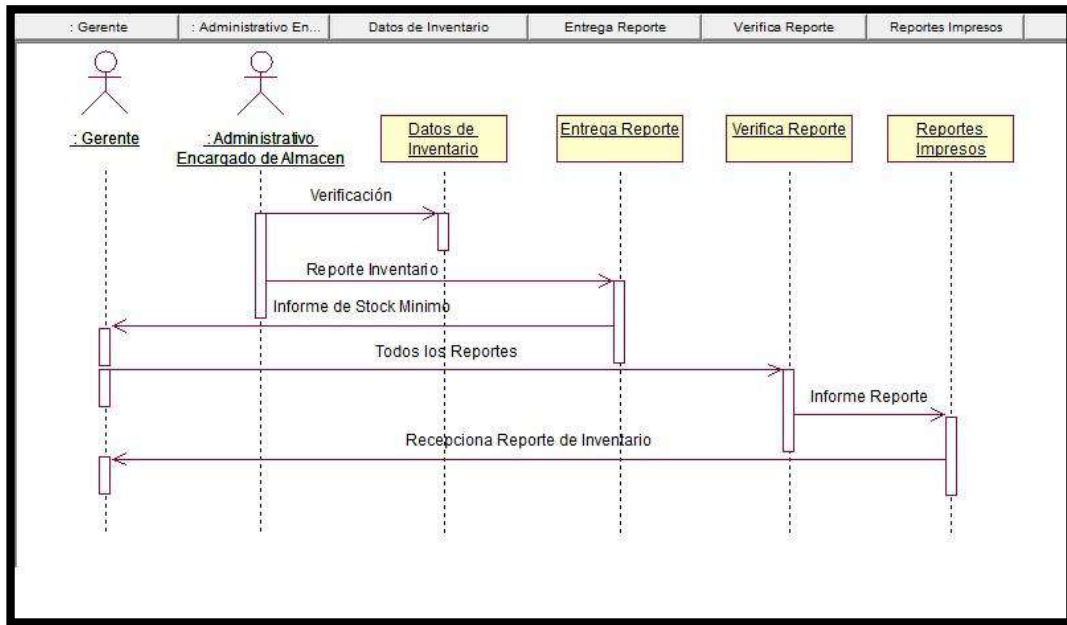 : Gerente
: Administrativo En...
Datos de Inventario
Entrega Reporte
Verifica Reporte
Reportes Impresos
: Gerente
: Administrativo
Encargado de Almacen
Datos de
Inventario
Entrega Reporte
Verifica Reporte
Reportes
Impresos
Verificación
Reporte Inventario
Informe de Stock Minimo
Todos los Reportes
Informe Reporte
Recepciona Reporte de Inventario